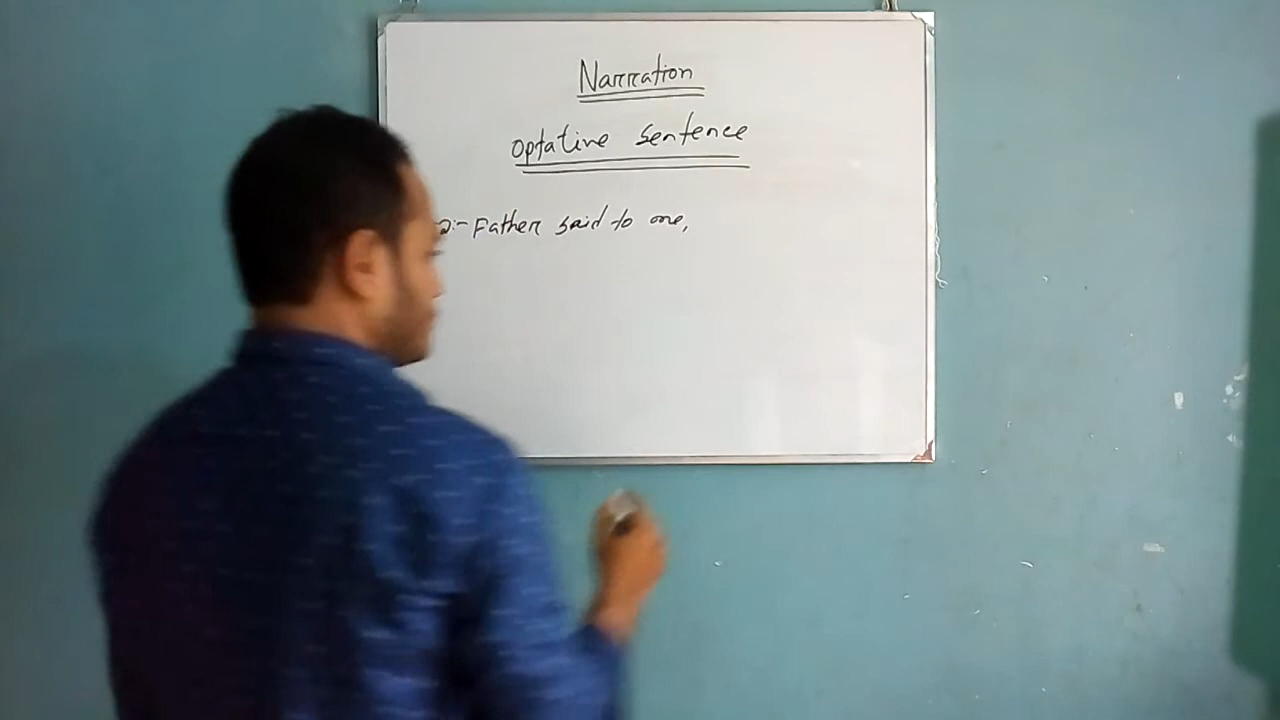 Narration
Optative Sentence
:- Father said to me,